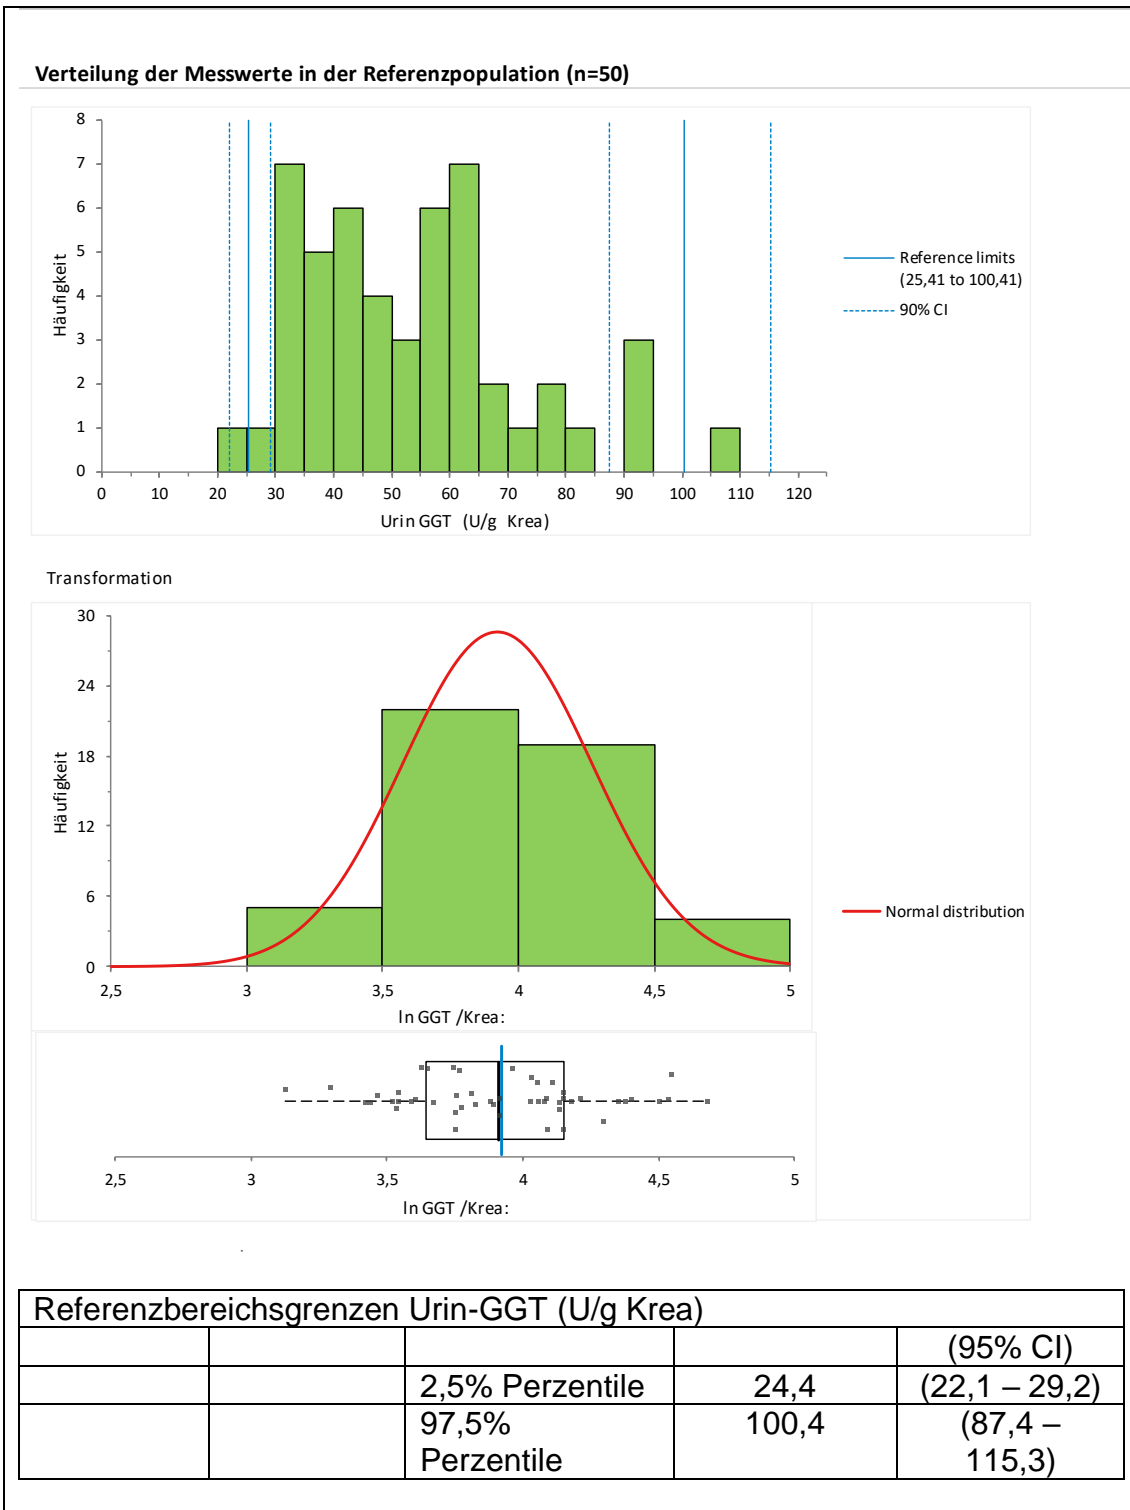 Verteilung der Messwerte in der Referenzpopulation (n=50)
8
7
6
5
4
3
2
1
0
Häufigkeit
0 10 20 30 40 50 60 70 80 90 100 110 120
Urin GGT (U/g Krea)
Reference limits
(25,41 to 100,41)
90% CI
Transformation
30
24
18
12
6
0
Häufigkeit
2,5 3 3,5 4 4,5 5
ln GGT /Krea:
Normal distribution
2,5 3 3,5 4 4,5 5
ln GGT /Krea:
Referenzbereichsgrenzen Urin-GGT (U/g Krea)
(95% CI)
2,5% Perzentile 24,4 (22,1 – 29,2)
97,5% 100,4 (87,4 –
Perzentile 115,3)